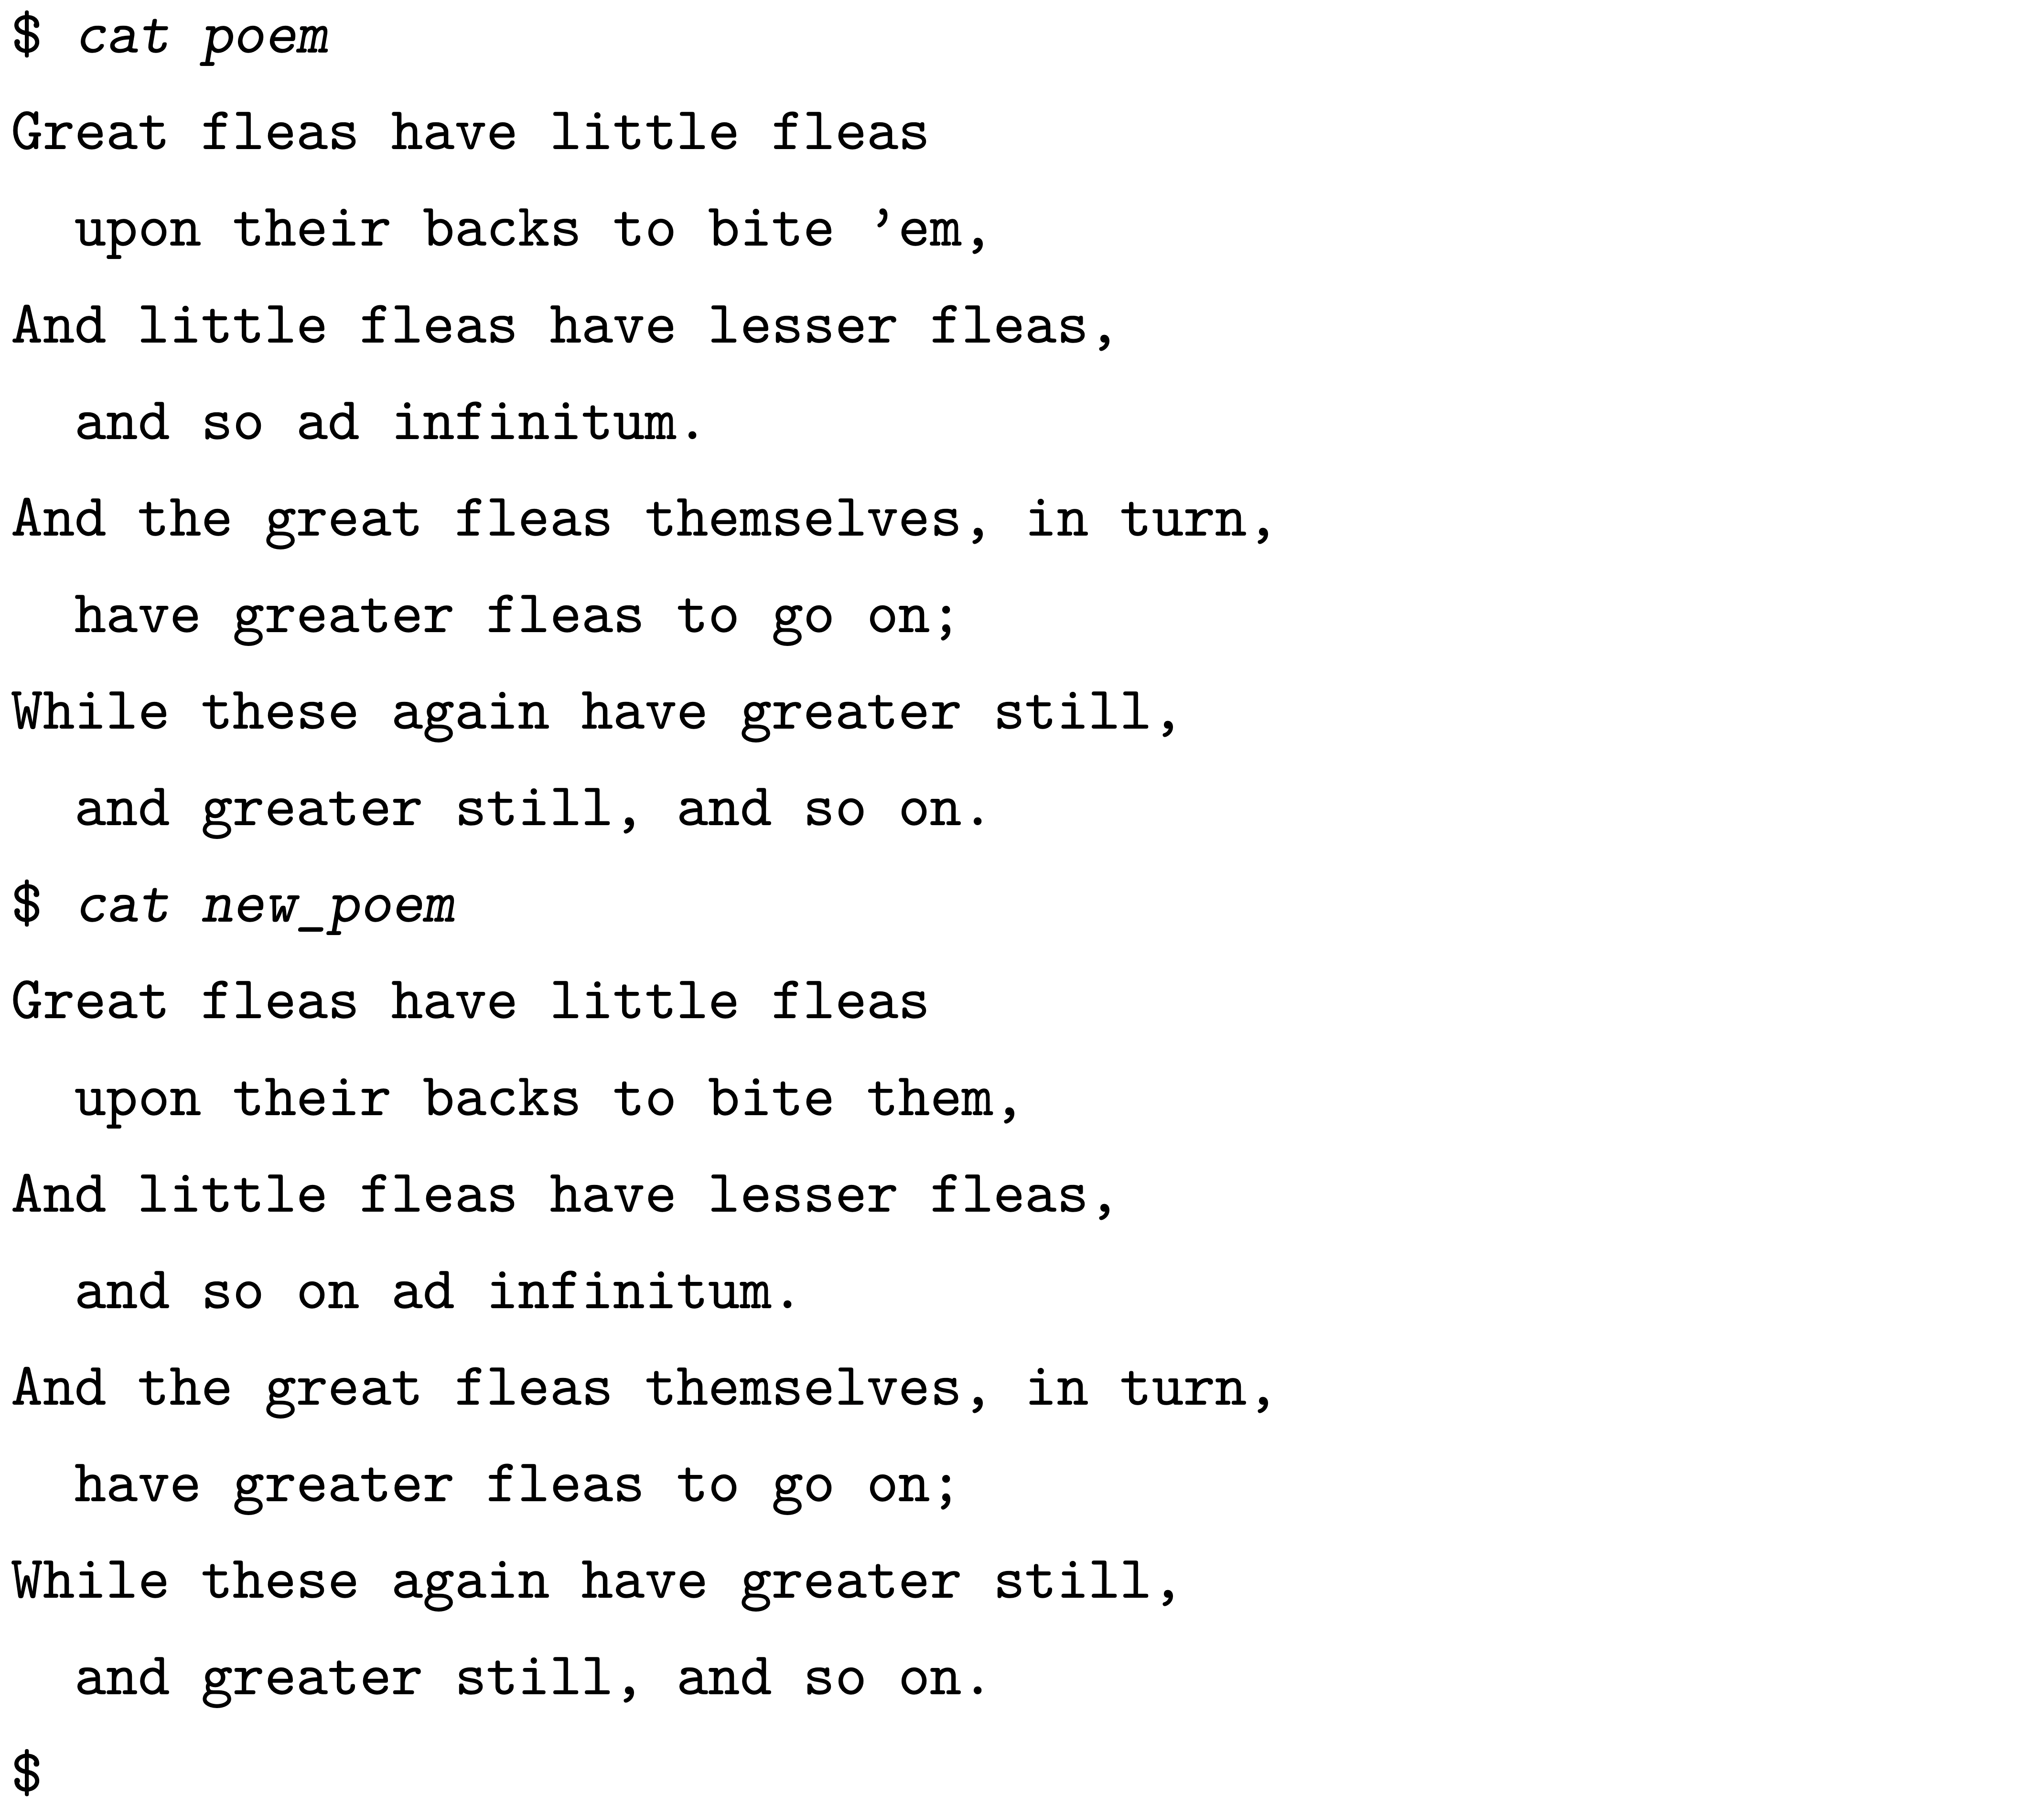 $ cat poem
Great fleas have little fleas
  upon their backs to bite ’em,
And little fleas have lesser fleas,
  and so ad infinitum.
And the great fleas themselves, in turn,
  have greater fleas to go on;
While these again have greater still,
  and greater still, and so on.
$ cat new_poem
Great fleas have little fleas
  upon their backs to bite them,
And little fleas have lesser fleas,
  and so on ad infinitum.
And the great fleas themselves, in turn,
  have greater fleas to go on;
While these again have greater still,
  and greater still, and so on.
$